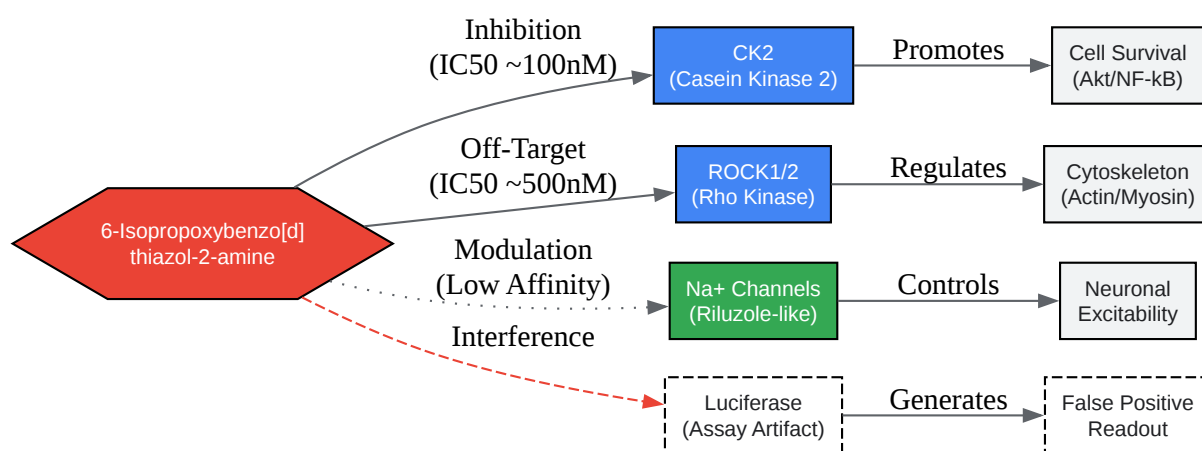 Inhibition
(IC50 ~100nM)
CK2
(Casein Kinase 2)
Promotes
Cell Survival
(Akt/NF-kB)
Off-Target
(IC50 ~500nM)
ROCK1/2
(Rho Kinase)
Regulates
Cytoskeleton
(Actin/Myosin)
6-Isopropoxybenzo[d]
thiazol-2-amine
Modulation
(Low Affinity)
Na+ Channels
(Riluzole-like)
Controls
Neuronal
Excitability
Interference
Luciferase
(Assay Artifact)
Generates
False Positive
Readout